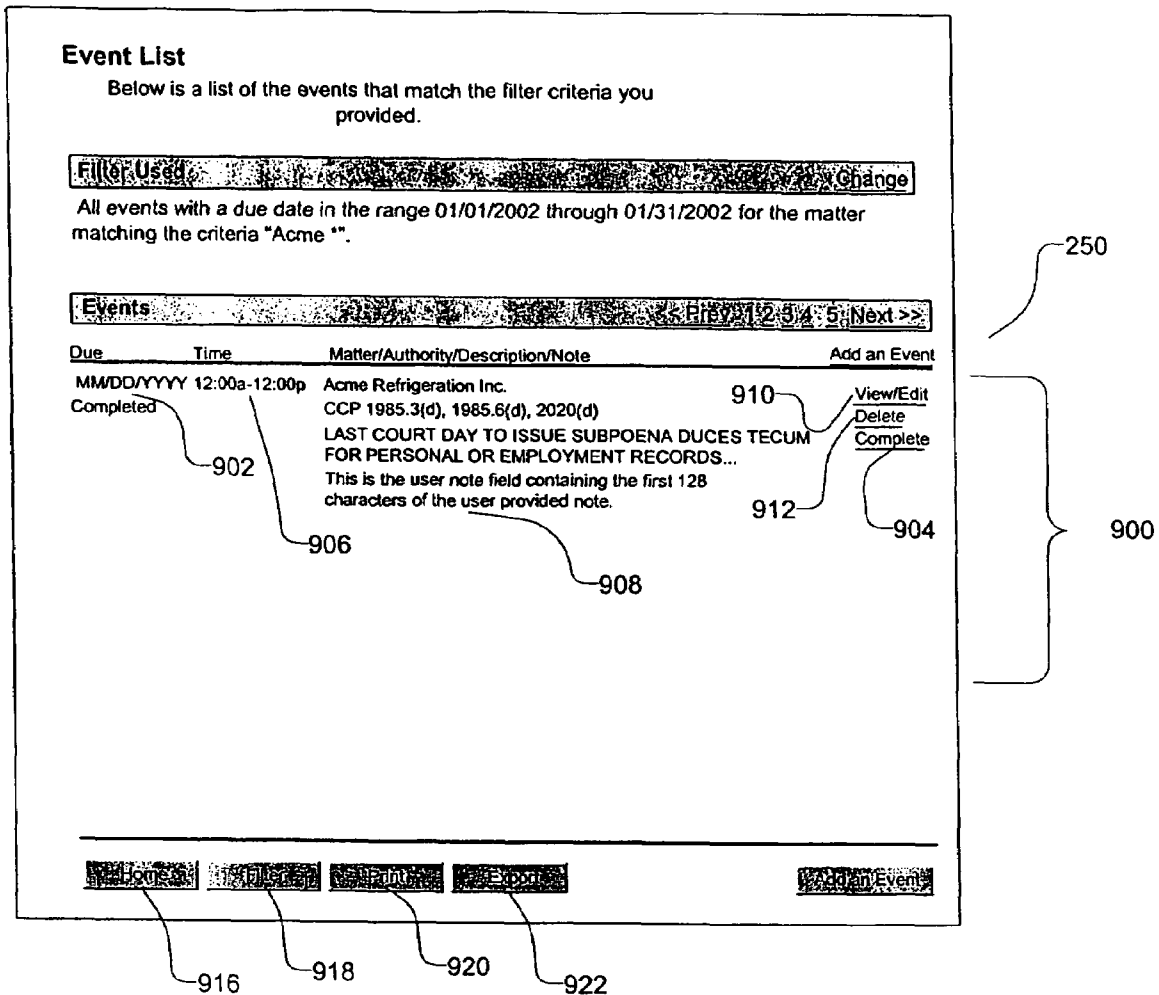 Event List
Below is a list of the events that match the filter criteria you
provided.
Filter Used Change
All events with a due date in the range 01/01/2002 through 01/31/2002 for the matter
matching the criteria "Acme *".
250
Events << Prev 1 2 3 4 5 Next >>
Due Time Matter/Authority/Description/Note Add an Event
MM/DD/YYYY 12:00a-12:00p Acme Refrigeration Inc. 910 View/Edit
Completed CCP 1985.3(d), 1985.6(d), 2020(d) Delete
LAST COURT DAY TO ISSUE SUBPOENA DUCES TECUM Complete
FOR PERSONAL OR EMPLOYMENT RECORDS...
902 This is the user note field containing the first 128
characters of the user provided note. 912
906 904 900
908
Home Filter Print Export Add an Event
916 918 920 922